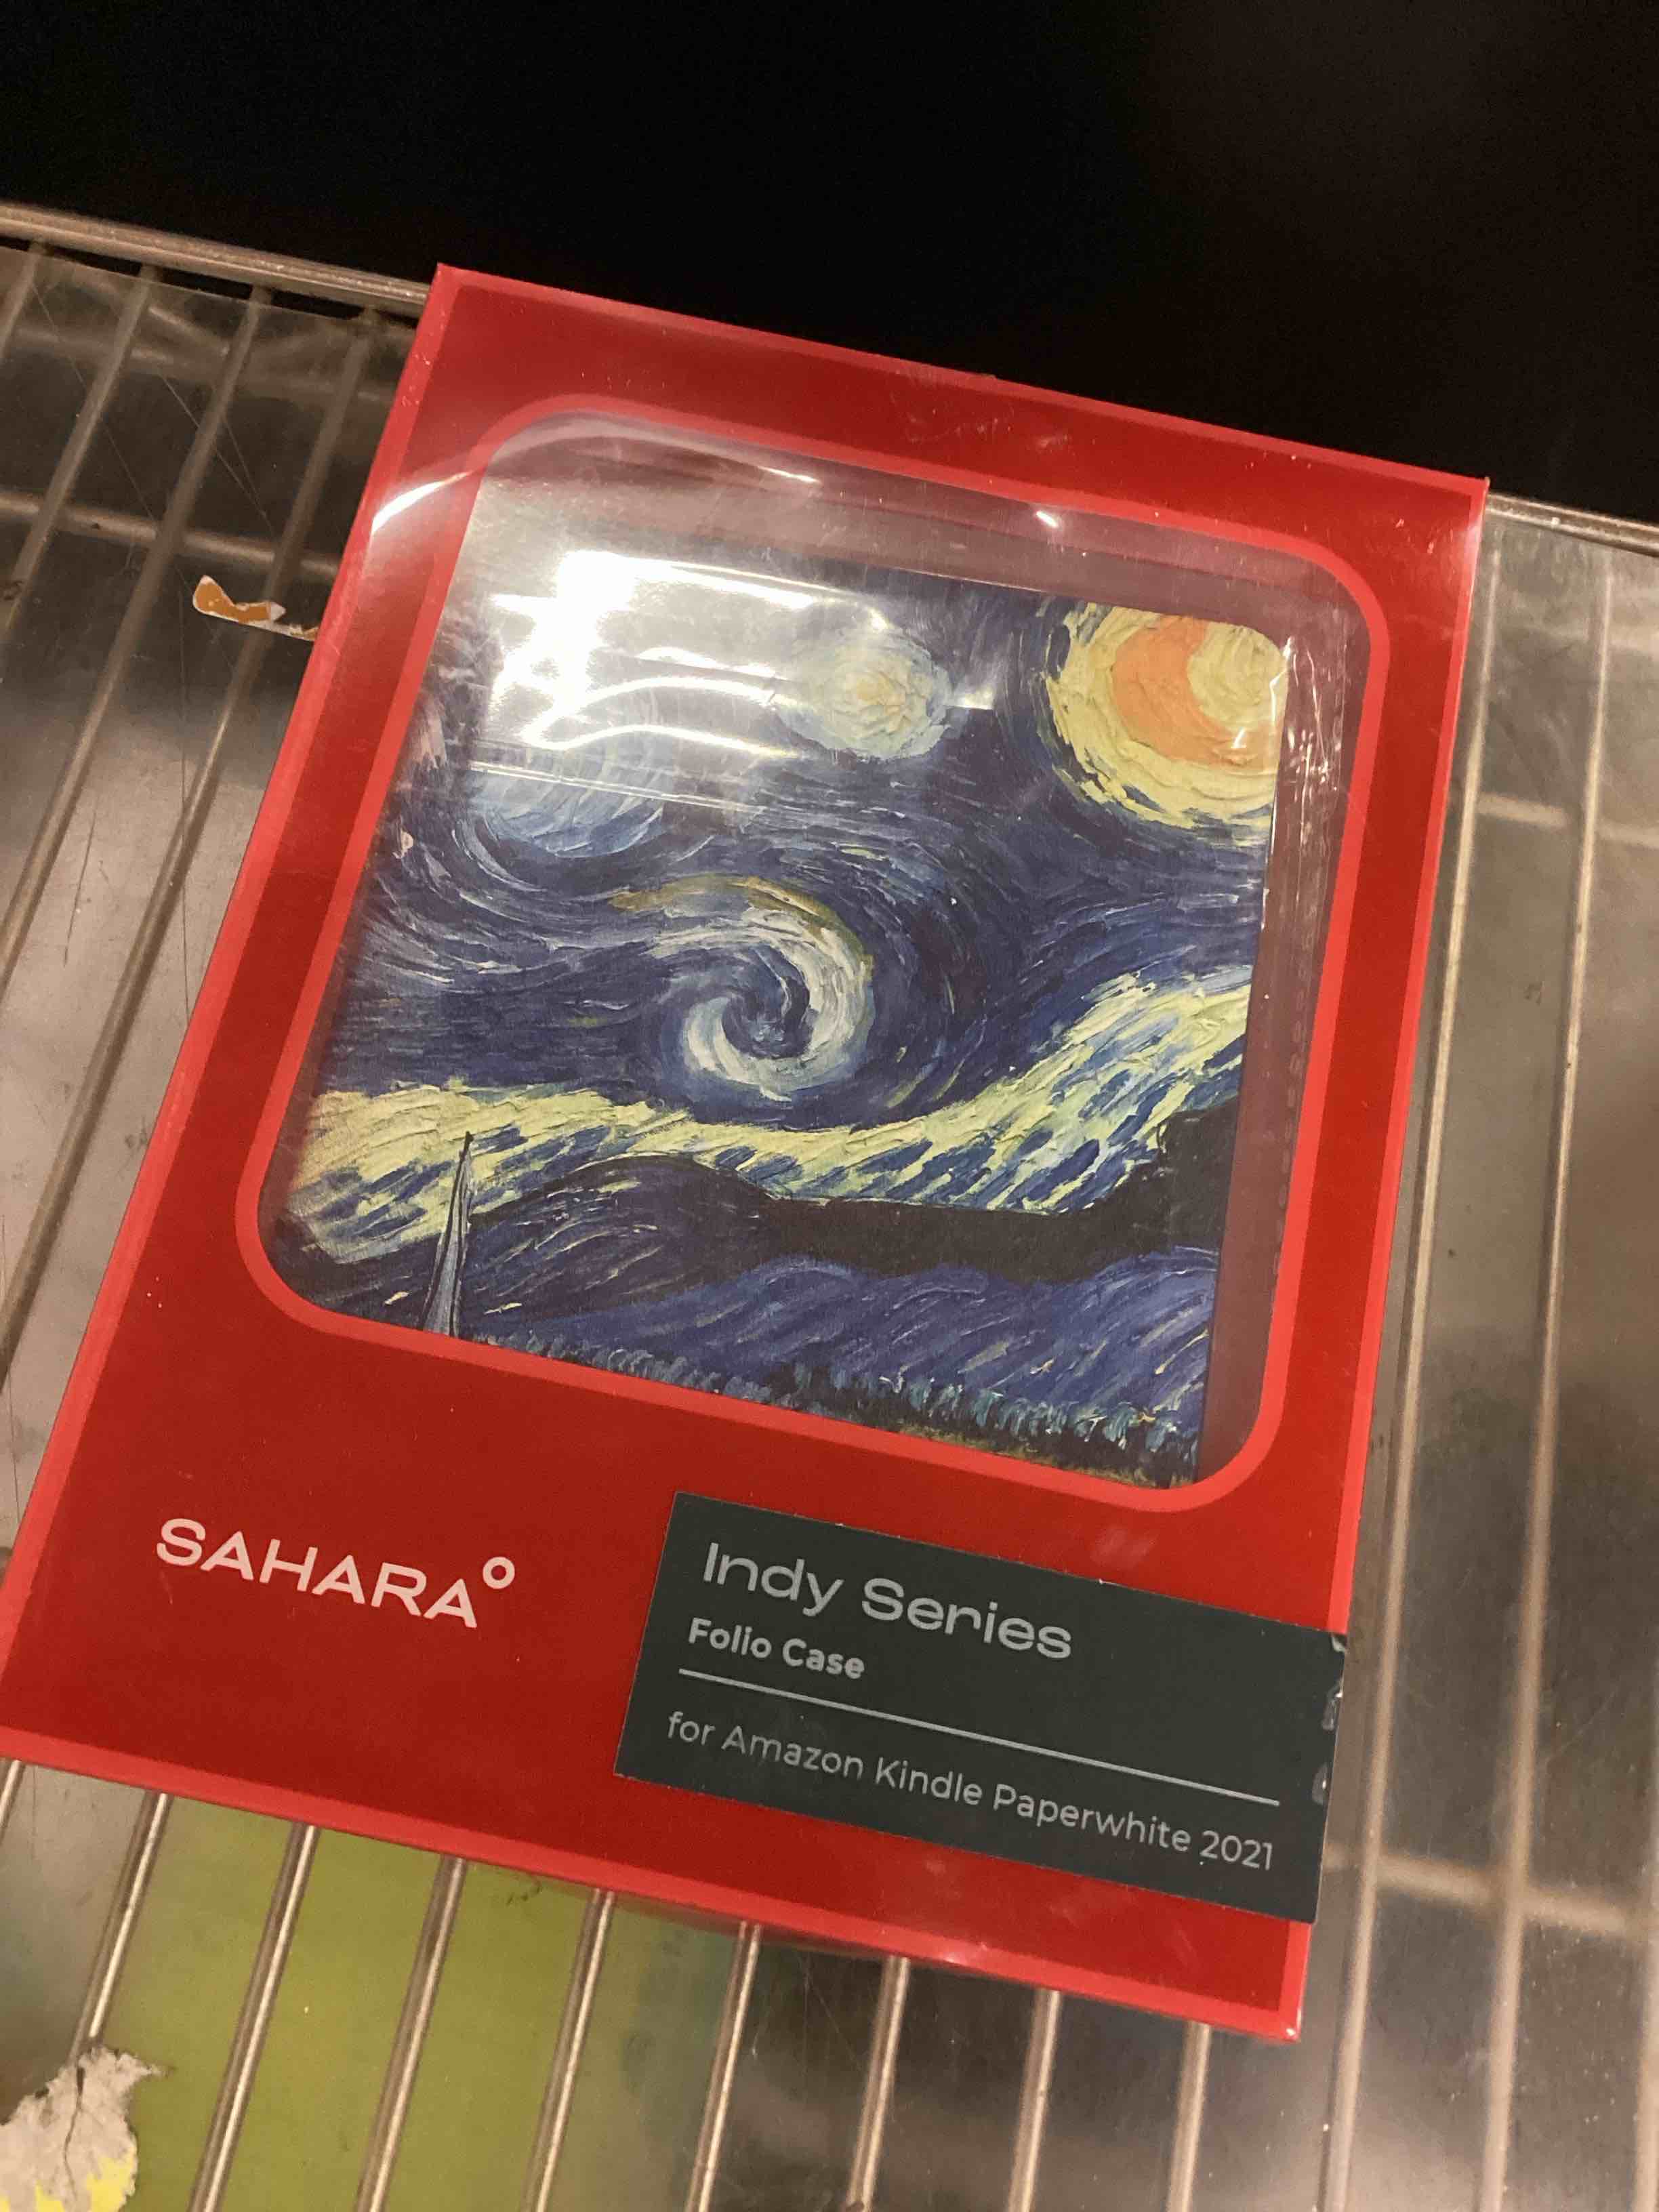 SAHARA°
Indy Series
Folio Case
for Amazon Kindle Paperwhite 2021